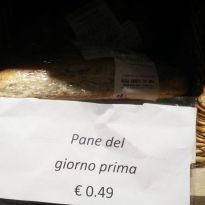 Pane del
giorno prima
€ 0.49